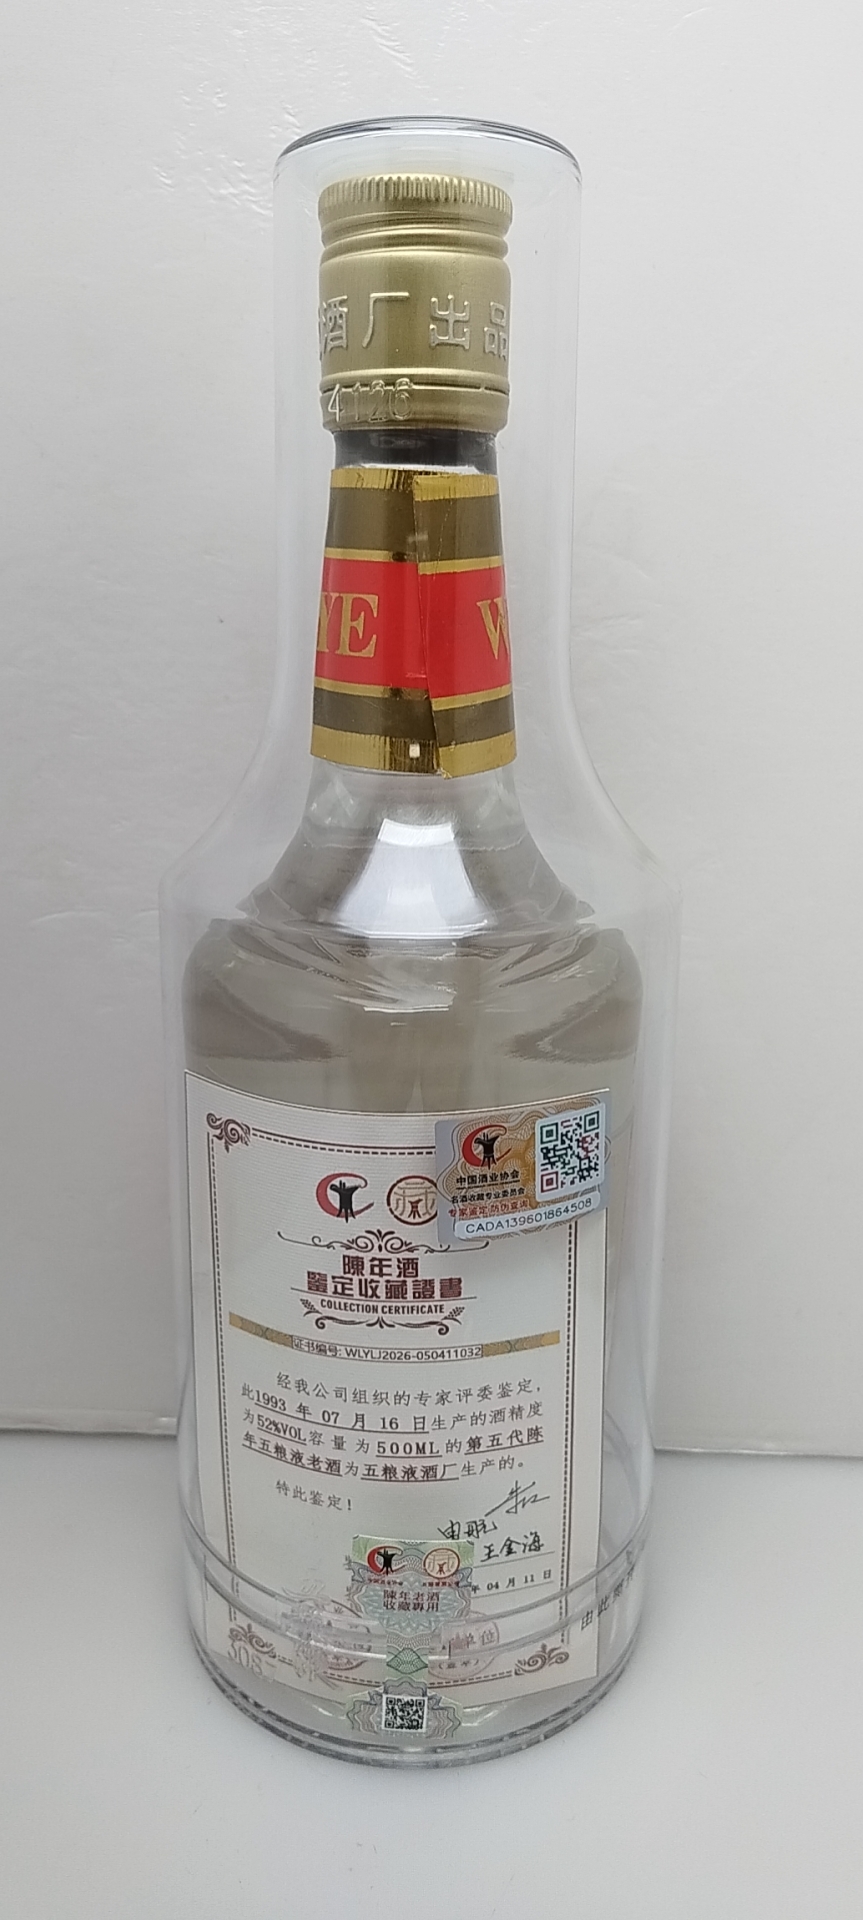 酒厂出品
4126
YE W
中国酒业协会
名酒收藏专业委员会
专家鉴定 防伪查询
CADA139601864508
陳年酒
鑒定收藏證書
COLLECTION CERTIFICATE
证书编号: WLYLJ2026-050411032
经我公司组织的专家评委鉴定,
此1993 年 07 月 16 日生产的酒精度
为52%VOL容量为500ML的第五代陈
年五粮液老酒为五粮液酒厂生产的。
特此鉴定!
王金海
年 04 月 11 日
陳年老酒
收藏專用
单位
由此